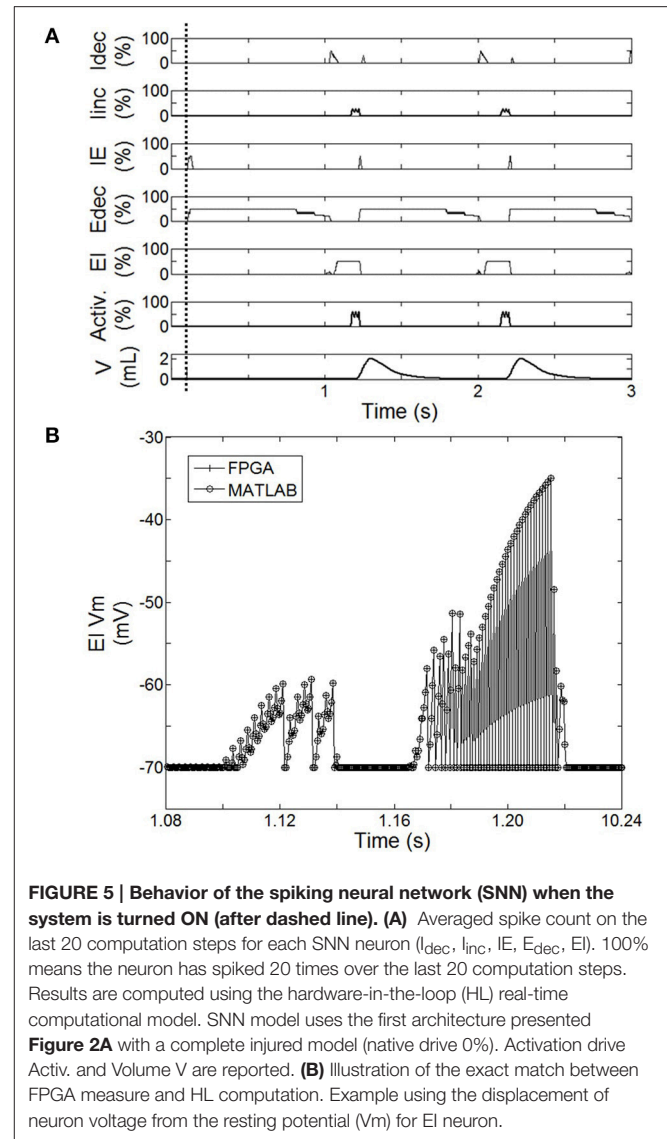 A
Idec (%)
100
0
Iinc (%)
100
0
IE (%)
100
0
Edec (%)
100
0
EI (%)
100
0
Activ. (%)
100
0
V (mL)
2
0
1
2
3
Time (s)
B
EI Vm (mV)
-30
-40
-50
-60
-70
FPGA
MATLAB
1.08
1.12
1.16
1.20
10.24
Time (s)
FIGURE 5 | Behavior of the spiking neural network (SNN) when the
system is turned ON (after dashed line). (A) Averaged spike count on the
last 20 computation steps for each SNN neuron (Idec, Iinc, IE, Edec, EI). 100%
means the neuron has spiked 20 times over the last 20 computation steps.
Results are computed using the hardware-in-the-loop (HL) real-time
computational model. SNN model uses the first architecture presented
Figure 2A with a complete injured model (native drive 0%). Activation drive
Activ. and Volume V are reported. (B) Illustration of the exact match between
FPGA measure and HL computation. Example using the displacement of
neuron voltage from the resting potential (Vm) for EI neuron.